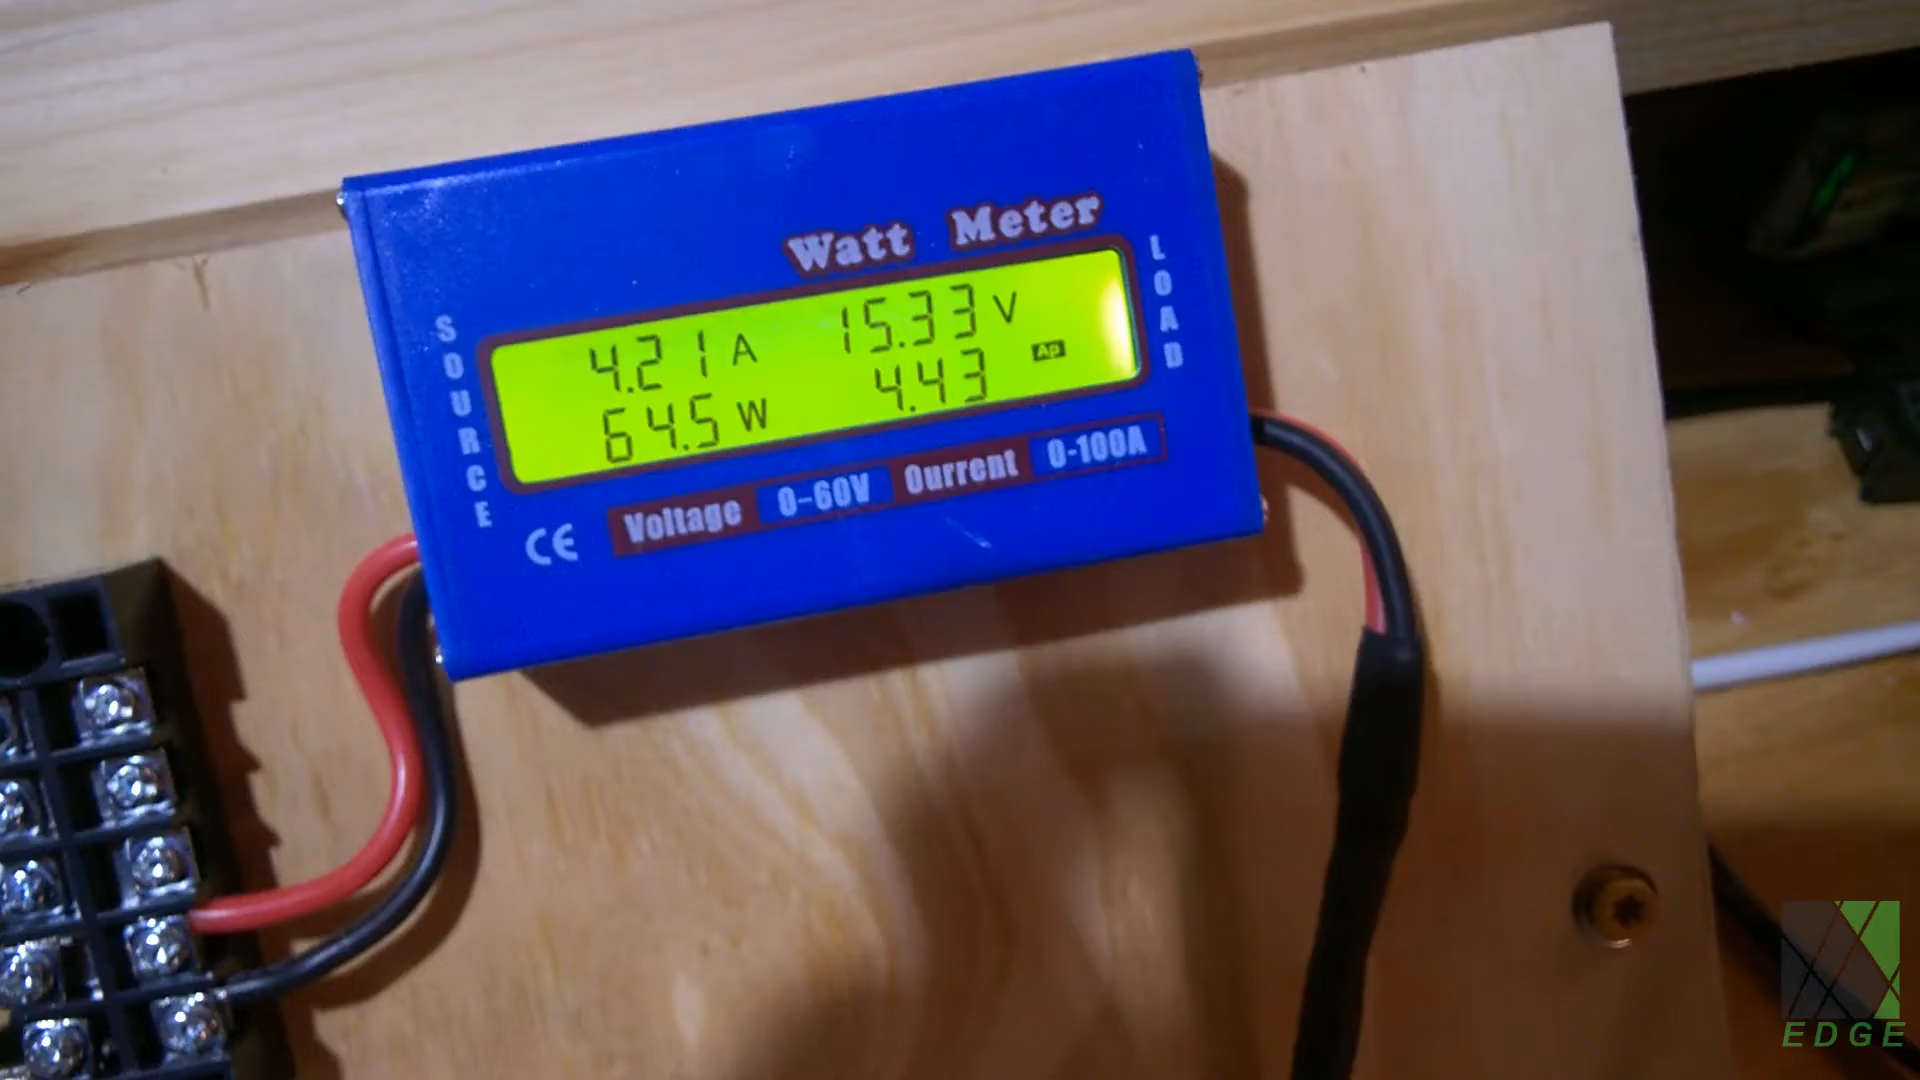 Watt Meter
SOURCE
4.21 A 15.33 V
64.5 W 4.43 Ap
LOAD
CE Voltage 0-60V Ourrent 0-100A
EDGE